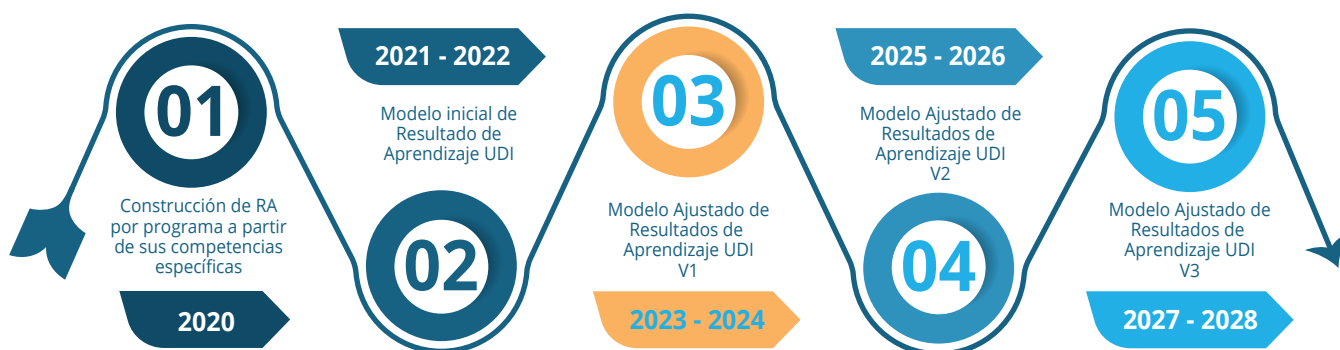 01
Construcción de RA
por programa a partir
de sus competencias
específicas
2020
2021 - 2022
Modelo inicial de
Resultado de
Aprendizaje UDI
02
03
Modelo Ajustado de
Resultados de
Aprendizaje UDI
V1
2023 - 2024
2025 - 2026
Modelo Ajustado de
Resultados de
Aprendizaje UDI
V2
04
05
Modelo Ajustado de
Resultados de
Aprendizaje UDI
V3
2027 - 2028